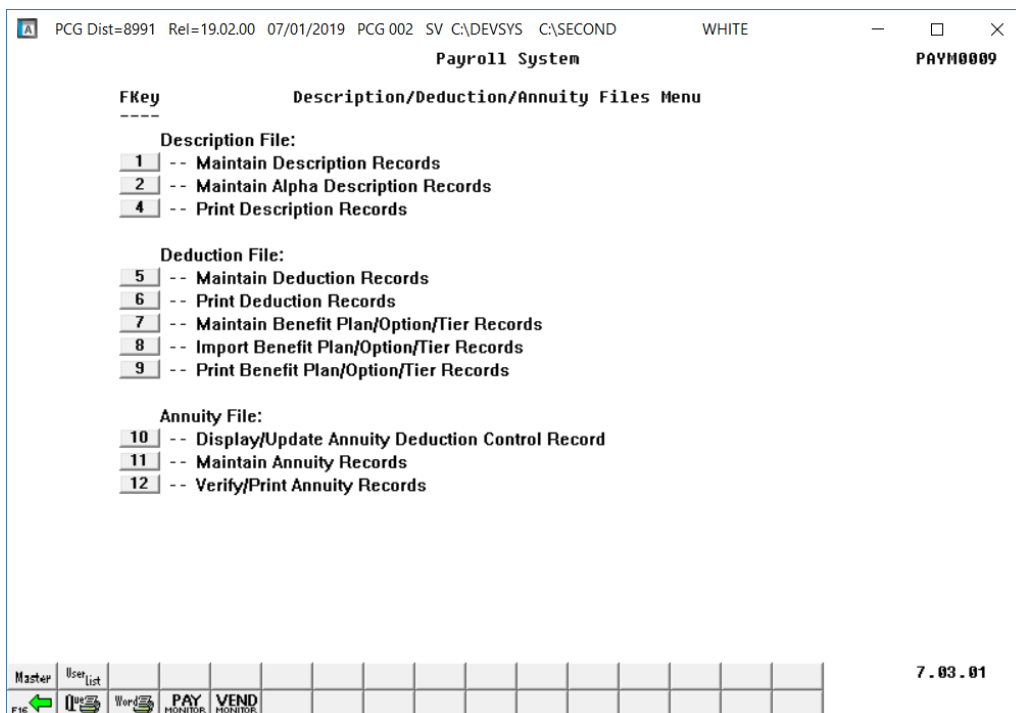 A PCG Dist=8991 Rel=19.02.00 07/01/2019 PCG 002 SV C:\DEVSYS C:\SECOND WHITE
Payroll System PAYM0009
FKey Description/Deduction/Annuity Files Menu
----
Description File:
1 -- Maintain Description Records
2 -- Maintain Alpha Description Records
4 -- Print Description Records
Deduction File:
5 -- Maintain Deduction Records
6 -- Print Deduction Records
7 -- Maintain Benefit Plan/Option/Tier Records
8 -- Import Benefit Plan/Option/Tier Records
9 -- Print Benefit Plan/Option/Tier Records
Annuity File:
10 -- Display/Update Annuity Deduction Control Record
11 -- Maintain Annuity Records
12 -- Verify/Print Annuity Records
Master User List 7.03.01
F16 Que Word PAY MONITOR VEND MONITOR